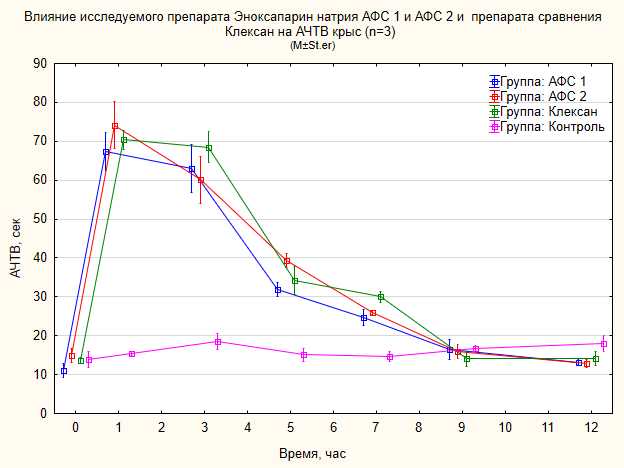 Влияние исследуемого препарата Эноксапарин натрия АФС 1 и АФС 2 и препарата сравнения
Клексан на АЧТВ крыс (n=3)
(M±St.er)
Группа: АФС 1
Группа: АФС 2
Группа: Клексан
Группа: Контроль
АЧТВ, сек
90
80
70
60
50
40
30
20
10
0
0 1 2 3 4 5 6 7 8 9 12
Время, час